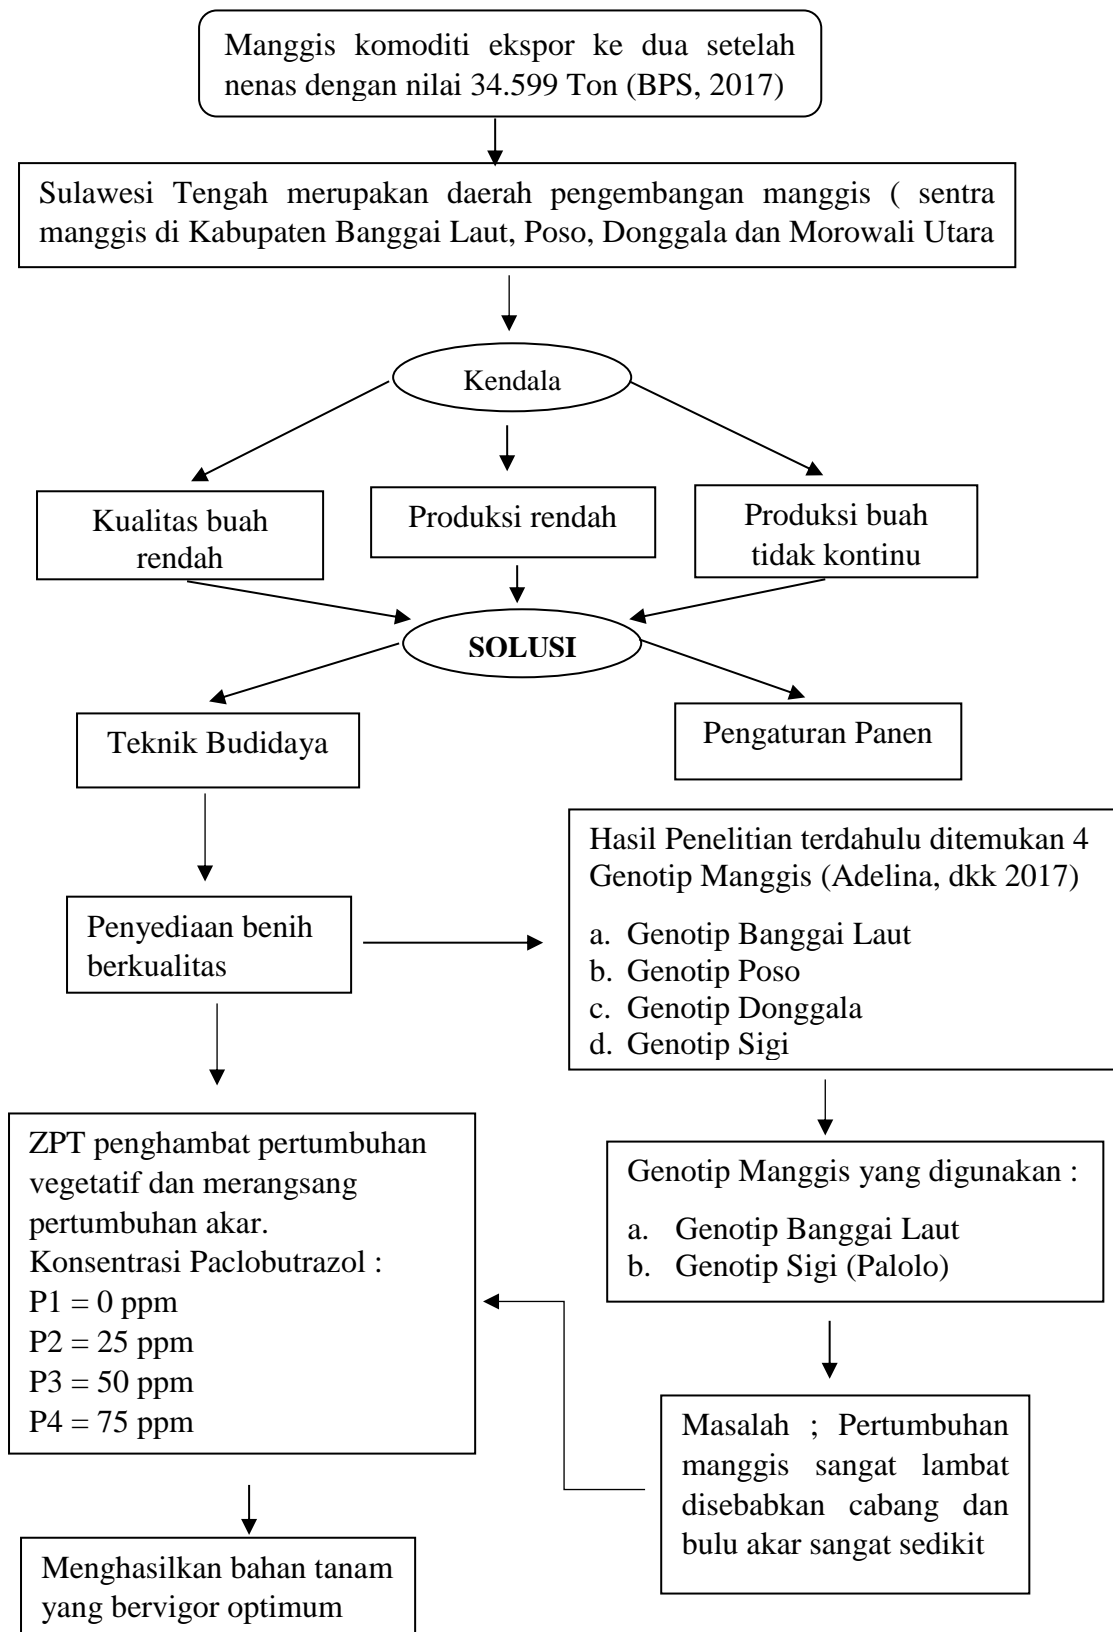 Manggis komoditi ekspor ke dua setelah
nenas dengan nilai 34.599 Ton (BPS, 2017)
Sulawesi Tengah merupakan daerah pengembangan manggis ( sentra
manggis di Kabupaten Banggai Laut, Poso, Donggala dan Morowali Utara
Kendala
Kualitas buah
rendah
Produksi rendah
Produksi buah
tidak kontinu
SOLUSI
Teknik Budidaya
Pengaturan Panen
Penyediaan benih
berkualitas
Hasil Penelitian terdahulu ditemukan 4
Genotip Manggis (Adelina, dkk 2017)
a. Genotip Banggai Laut
b. Genotip Poso
c. Genotip Donggala
d. Genotip Sigi
Genotip Manggis yang digunakan :
a. Genotip Banggai Laut
b. Genotip Sigi (Palolo)
Masalah ; Pertumbuhan
manggis sangat lambat
disebabkan cabang dan
bulu akar sangat sedikit
ZPT penghambat pertumbuhan
vegetatif dan merangsang
pertumbuhan akar.
Konsentrasi Paclobutrazol :
P1 = 0 ppm
P2 = 25 ppm
P3 = 50 ppm
P4 = 75 ppm
Menghasilkan bahan tanam
yang bervigor optimum